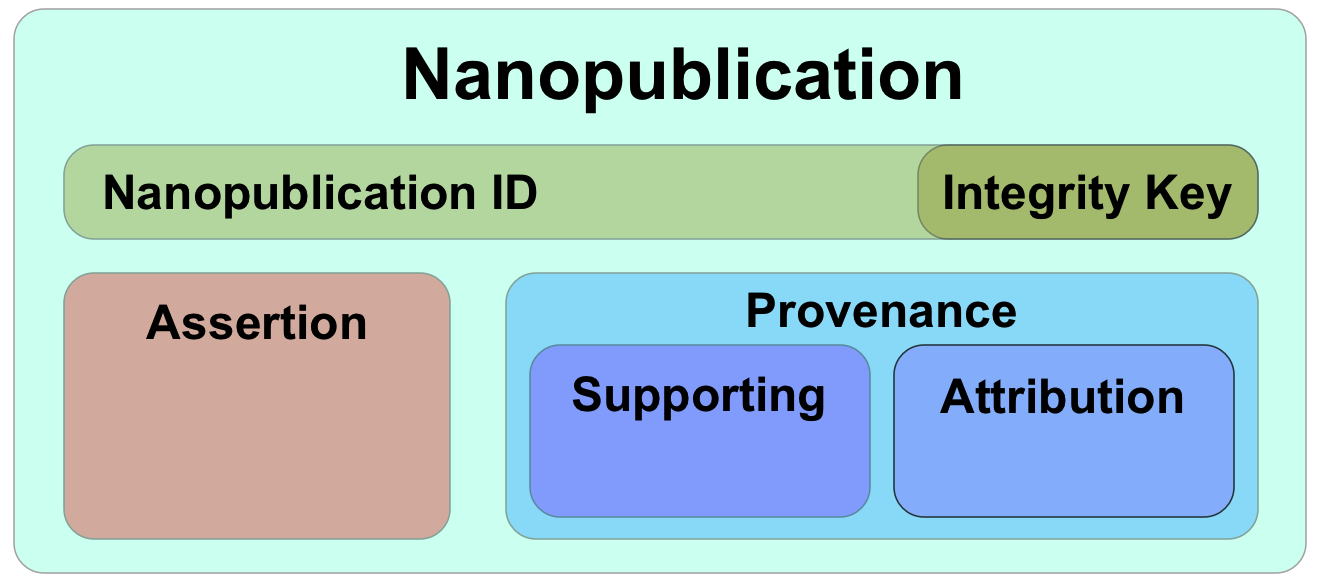 Nanopublication
Nanopublication ID
Integrity Key
Assertion
Provenance
Supporting
Attribution